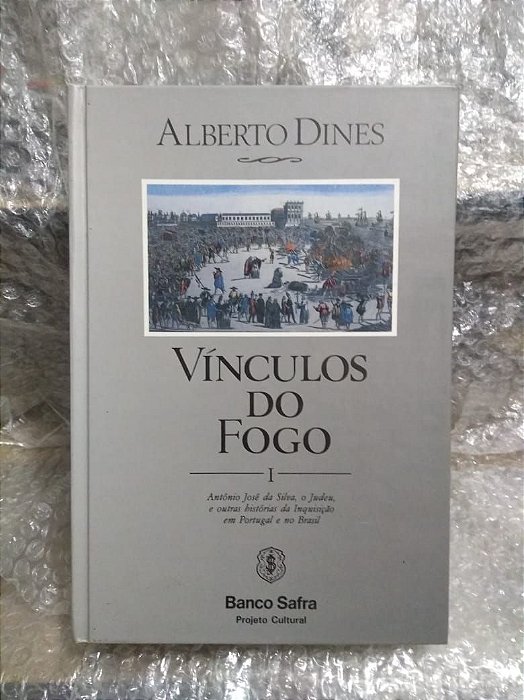 ALBERTO DINES
VÍNCULOS
DO
FOGO
I
Antônio José da Silva, o Judeu,
e outras histórias da Inquisição
em Portugal e no Brasil
Banco Safra
Projeto Cultural